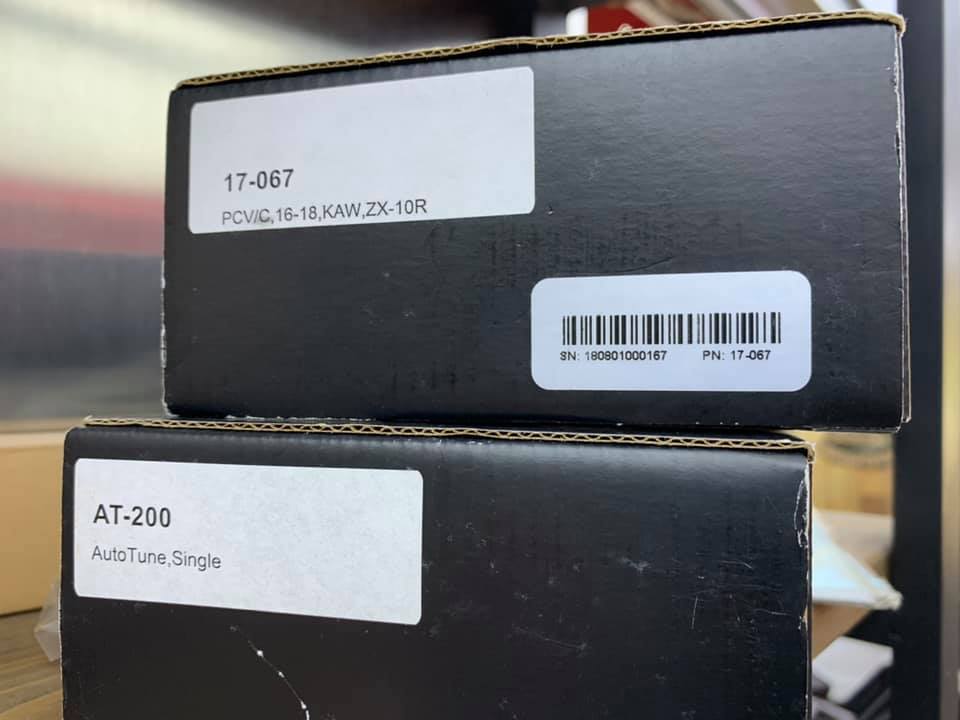 17-067
PCV/C,16-18,KAW,ZX-10R
SN: 180801000167 PN: 17-067
AT-200
AutoTune,Single